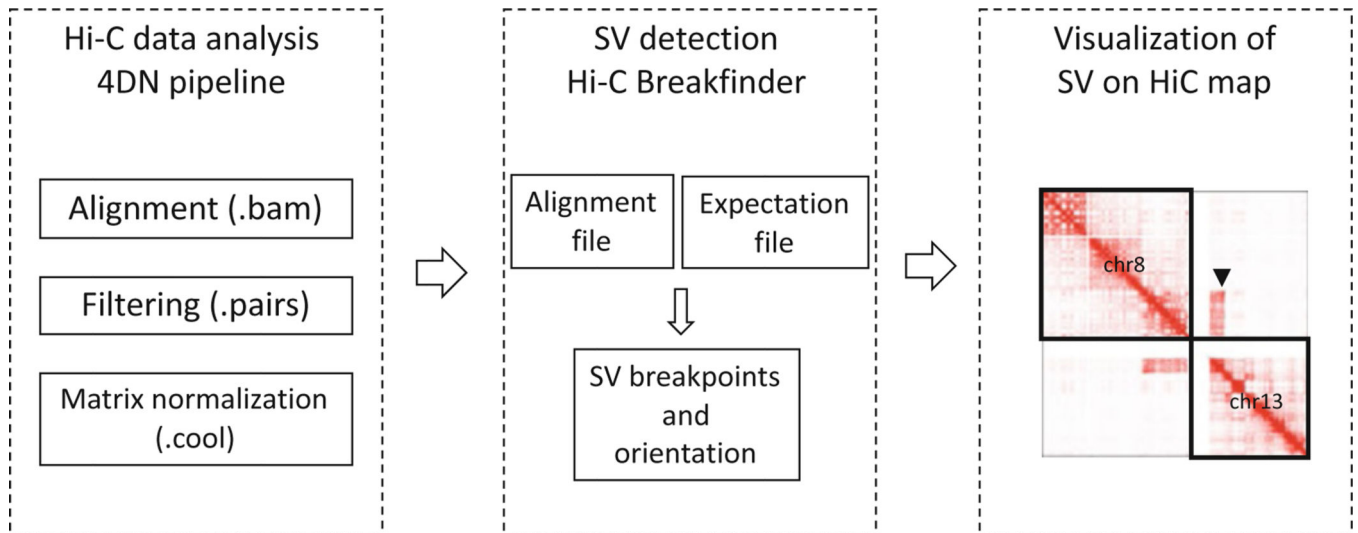 Hi-C data analysis
4DN pipeline
Alignment (.bam)
Filtering (.pairs)
Matrix normalization
(.cool)
SV detection
Hi-C Breakfinder
Alignment
file
Expectation
file
SV breakpoints
and
orientation
Visualization of
SV on HiC map
chr8
chr13